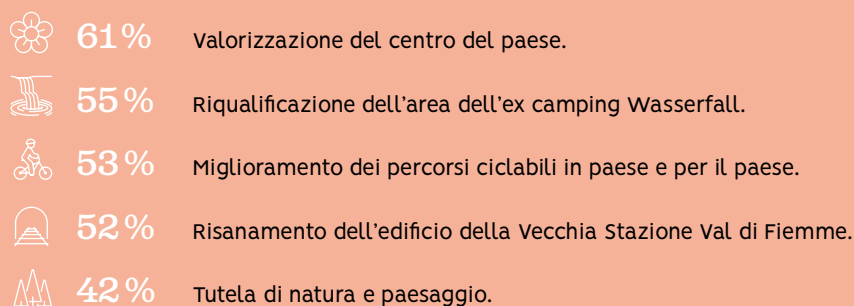 61% Valorizzazione del centro del paese.
55% Riqualificazione dell'area dell'ex camping Wasserfall.
53% Miglioramento dei percorsi ciclabili in paese e per il paese.
52% Risanamento dell'edificio della Vecchia Stazione Val di Fiemme.
42% Tutela di natura e paesaggio.